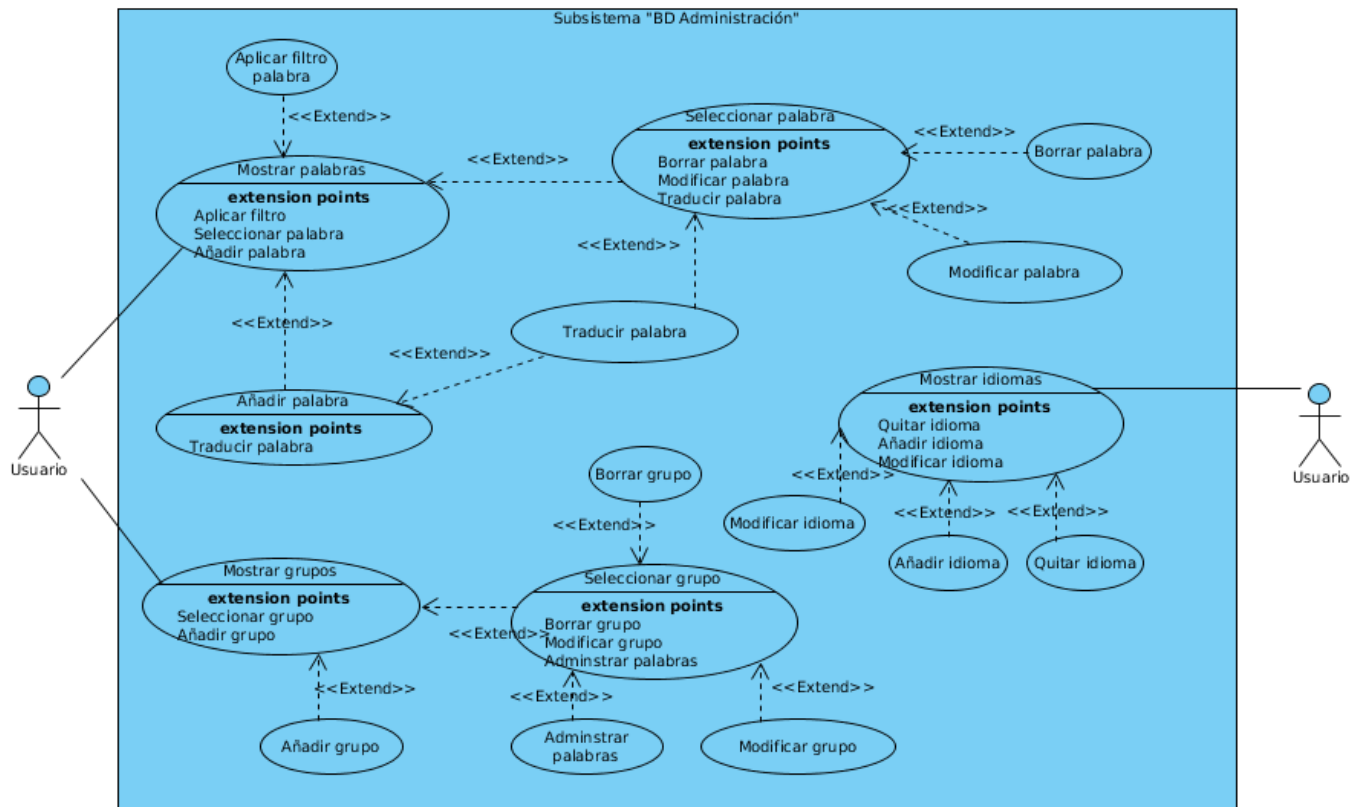 Subsistema "BD Administración"
Aplicar filtro
palabra
<<Extend>>
Seleccionar palabra
extension points
Borrar palabra
Modificar palabra
Traducir palabra
<<Extend>>
Borrar palabra
<<Extend>>
Mostrar palabras
extension points
Aplicar filtro
Seleccionar palabra
Añadir palabra
<<Extend>>
Modificar palabra
<<Extend>>
<<Extend>>
Traducir palabra
<<Extend>>
Añadir palabra
extension points
Traducir palabra
Usuario
Mostrar idiomas
extension points
Quitar idioma
Añadir idioma
Modificar idioma
Usuario
<<Extend>>
Modificar idioma
<<Extend>>
Añadir idioma
<<Extend>>
Quitar idioma
Borrar grupo
<<Extend>>
Mostrar grupos
extension points
Seleccionar grupo
Añadir grupo
<<Extend>>
Seleccionar grupo
extension points
Borrar grupo
Modificar grupo
Adminstrar palabras
<<Extend>>
Añadir grupo
<<Extend>>
Adminstrar
palabras
<<Extend>>
Modificar grupo